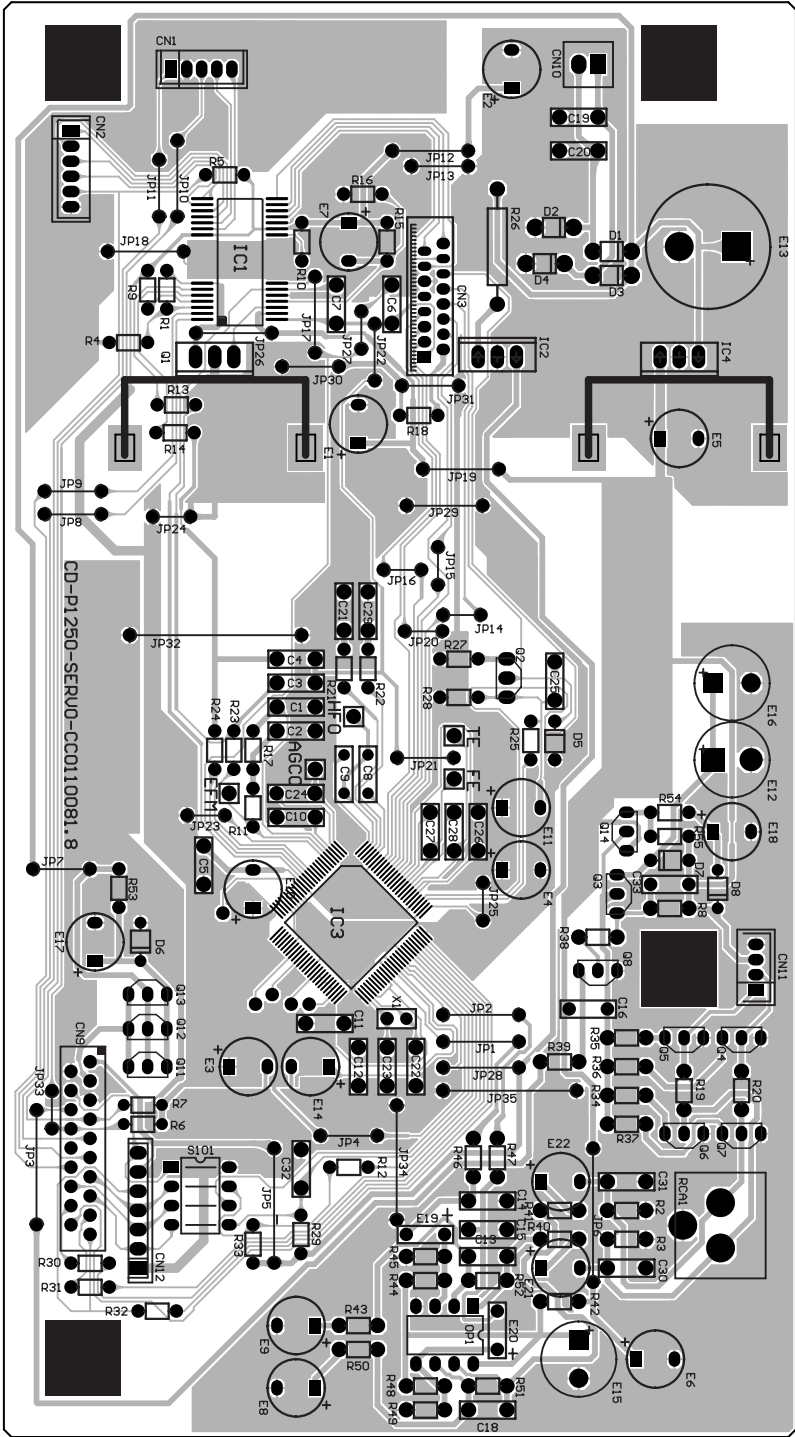 CN1
CN2
E2
CN10
C19
C20
JP12
JP13
R5
JP11
JP10
R16
E7
R15
R26
D2
D1
D4
D3
E13
JP18
IC1
R10
CN3
C7
C6
R9
R1
R4
Q1
JP26
JP17
JP27
JP22
JP30
JP31
IC2
IC4
R13
R14
R18
E1
E5
JP9
JP8
JP24
JP19
JP29
JP16
JP15
CD-P1250-SERVO-CC0110081.8
C21
C29
JP14
JP20
JP32
C4
C3
C1
C2
R21
R22
R27
R28
Q2
C25
HFO
AGCO
R24
R23
R17
EFM
R11
JP23
C24
C10
C9
C8
TE
FE
JP21
R25
D5
E16
E12
E18
E11
E4
C27
C28
C26
JP25
R54
R55
Q14
D7
C33
D8
Q3
R8
JP7
R53
C5
E17
D6
IC3
R38
Q8
CN11
C16
Q13
Q12
Q11
CN9
C11
X1
JP2
JP1
JP28
JP35
R39
R35
R36
R34
R37
Q5
Q4
R19
R20
Q6
Q7
E3
E14
C12
C23
C22
JP33
JP3
R7
R6
JP4
JP34
S101
JP5
C32
R12
R46
R47
E22
C31
RCA1
R2
R3
C30
R40
JP6
E19
C15
C13
R45
R44
R52
E21
R42
CN12
R33
R29
R30
R31
R32
E9
R43
R50
E8
OP1
E20
E15
E6
R48
R49
R51
C18